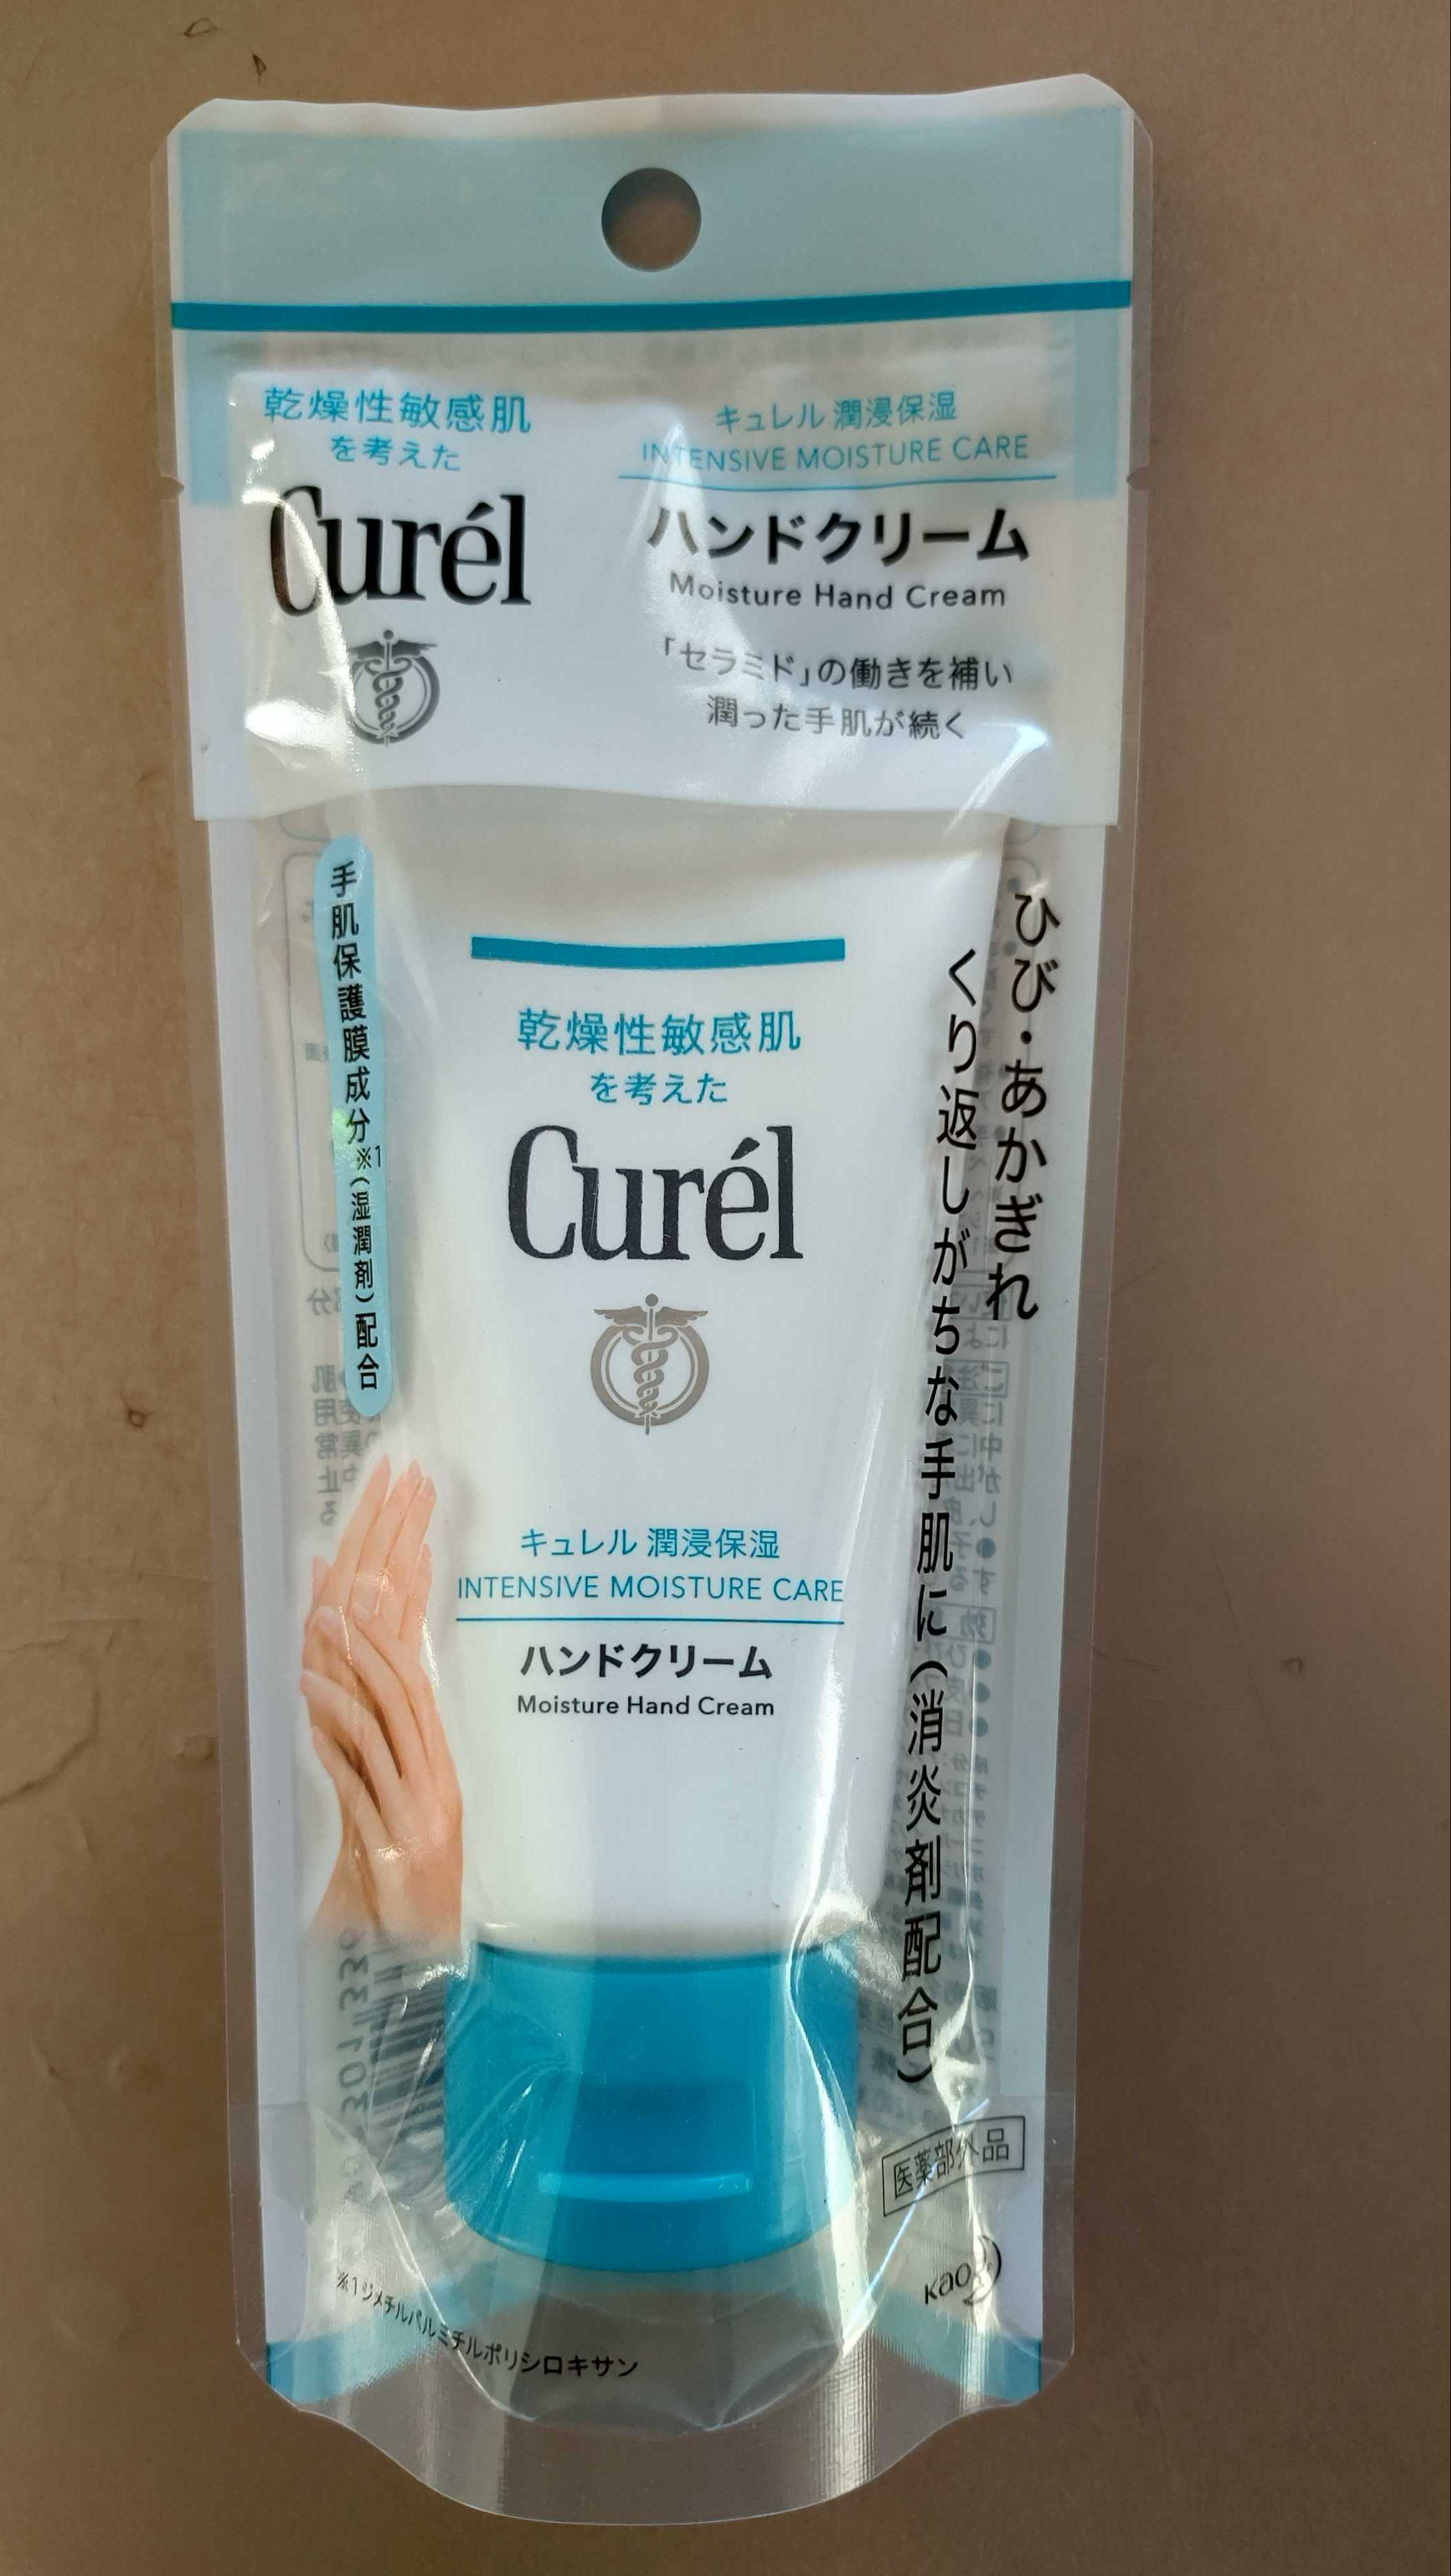 乾燥性敏感肌
を考えた
Curél
キュレル 潤浸保湿
INTENSIVE MOISTURE CARE
ハンドクリーム
Moisture Hand Cream
「セラミド」の働きを補い
潤った手肌が続く
手肌保護膜成分※1(湿潤剤)配合
ひび・あかぎれ
くり返しがちな手肌に(消炎剤配合)
乾燥性敏感肌
を考えた
Curél
キュレル 潤浸保湿
INTENSIVE MOISTURE CARE
ハンドクリーム
Moisture Hand Cream
医薬部外品
Kao
※1ジメチルパルミチルポリシロキサン